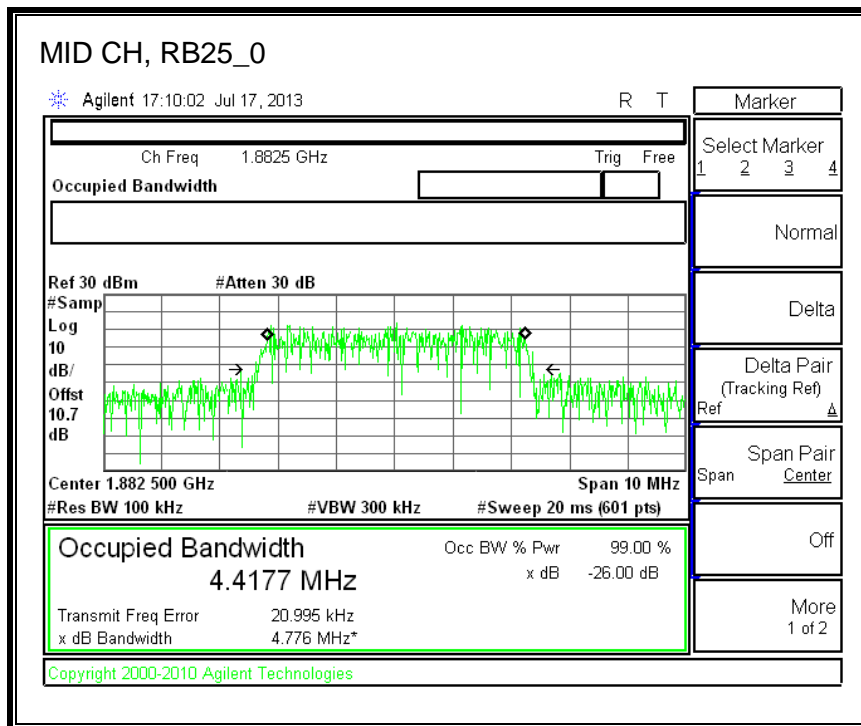 MID CH, RB25_0
Agilent 17:10:02 Jul 17, 2013 R T
Ch Freq 1.8825 GHz Trig Free
Occupied Bandwidth
Ref 30 dBm #Atten 30 dB
#Samp
Log
10
dB/
Offst
10.7
dB
Center 1.882 500 GHz Span 10 MHz
#Res BW 100 kHz #VBW 300 kHz #Sweep 20 ms (601 pts)
Occupied Bandwidth Occ BW % Pwr 99.00 %
4.4177 MHz x dB -26.00 dB
Transmit Freq Error 20.995 kHz
x dB Bandwidth 4.776 MHz*
Copyright 2000-2010 Agilent Technologies
Marker
Select Marker
1 2 3 4
Normal
Delta
Delta Pair
(Tracking Ref)
Ref Δ
Span Pair
Span Center
Off
More
1 of 2